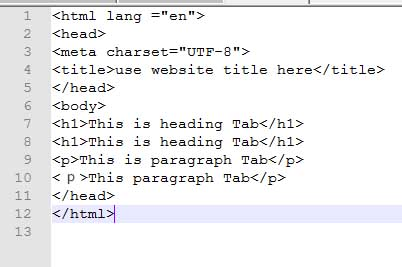 1 <html lang ="en">
2 <head>
3 <meta charset="UTF-8">
4 <title>use website title here</title>
5 </head>
6 <body>
7 <h1>This is heading Tab</h1>
8 <h1>This is heading Tab</h1>
9 <p>This is paragraph Tab</p>
10 < p >This paragraph Tab</p>
11 </head>
12 </html>
13